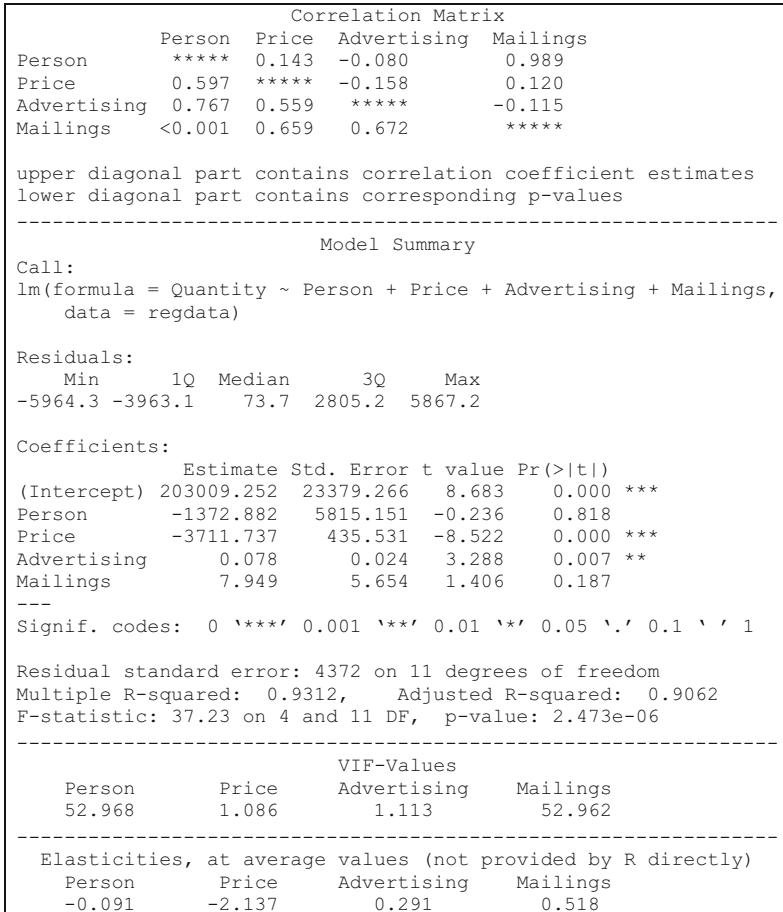 Correlation Matrix
Person Price Advertising Mailings
Person ***** 0.143 -0.080 0.989
Price 0.597 ***** -0.158 0.120
Advertising 0.767 0.559 ***** -0.115
Mailings <0.001 0.659 0.672 *****
upper diagonal part contains correlation coefficient estimates
lower diagonal part contains corresponding p-values
----------------------------------------------------------------
Model Summary
Call:
lm(formula = Quantity ~ Person + Price + Advertising + Mailings,
data = regdata)
Residuals:
Min 1Q Median 3Q Max
-5964.3 -3963.1 73.7 2805.2 5867.2
Coefficients:
Estimate Std. Error t value Pr(>|t|)
(Intercept) 203009.252 23379.266 8.683 0.000 ***
Person -1372.882 5815.151 -0.236 0.818
Price -3711.737 435.531 -8.522 0.000 ***
Advertising 0.078 0.024 3.288 0.007 **
Mailings 7.949 5.654 1.406 0.187
---
Signif. codes: 0 ‘***’ 0.001 ‘**’ 0.01 ‘*’ 0.05 ‘.’ 0.1 ‘ ’ 1
Residual standard error: 4372 on 11 degrees of freedom
Multiple R-squared: 0.9312, Adjusted R-squared: 0.9062
F-statistic: 37.23 on 4 and 11 DF, p-value: 2.473e-06
----------------------------------------------------------------
VIF-Values
Person Price Advertising Mailings
52.968 1.086 1.113 52.962
----------------------------------------------------------------
Elasticities, at average values (not provided by R directly)
Person Price Advertising Mailings
-0.091 -2.137 0.291 0.518